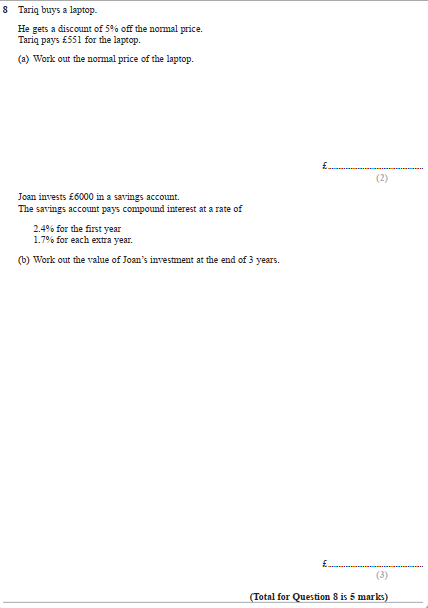 8 Tariq buys a laptop.
He gets a discount of 5% off the normal price.
Tariq pays £551 for the laptop.
(a) Work out the normal price of the laptop.
£..............................................
(2)
Joan invests £6000 in a savings account.
The savings account pays compound interest at a rate of
2.4% for the first year
1.7% for each extra year.
(b) Work out the value of Joan's investment at the end of 3 years.
£..............................................
(3)
(Total for Question 8 is 5 marks)